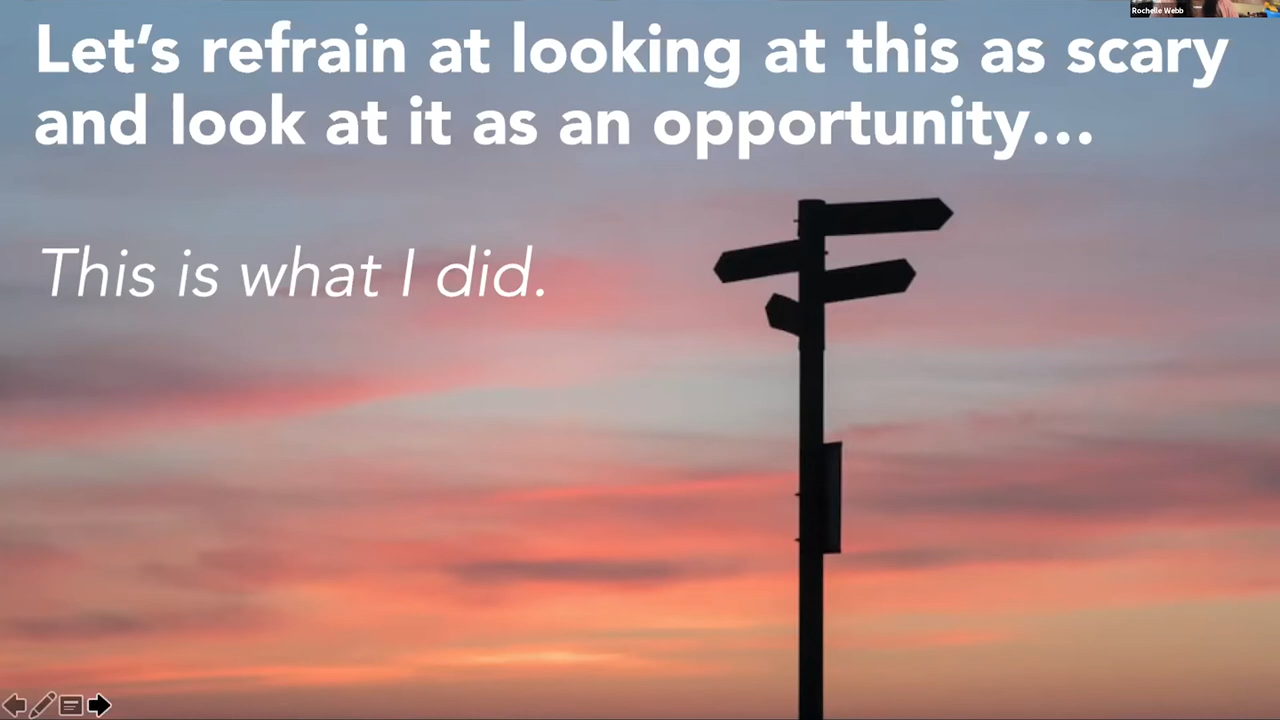 Rochelle Webb
Let’s refrain at looking at this as scary
and look at it as an opportunity…
This is what I did.